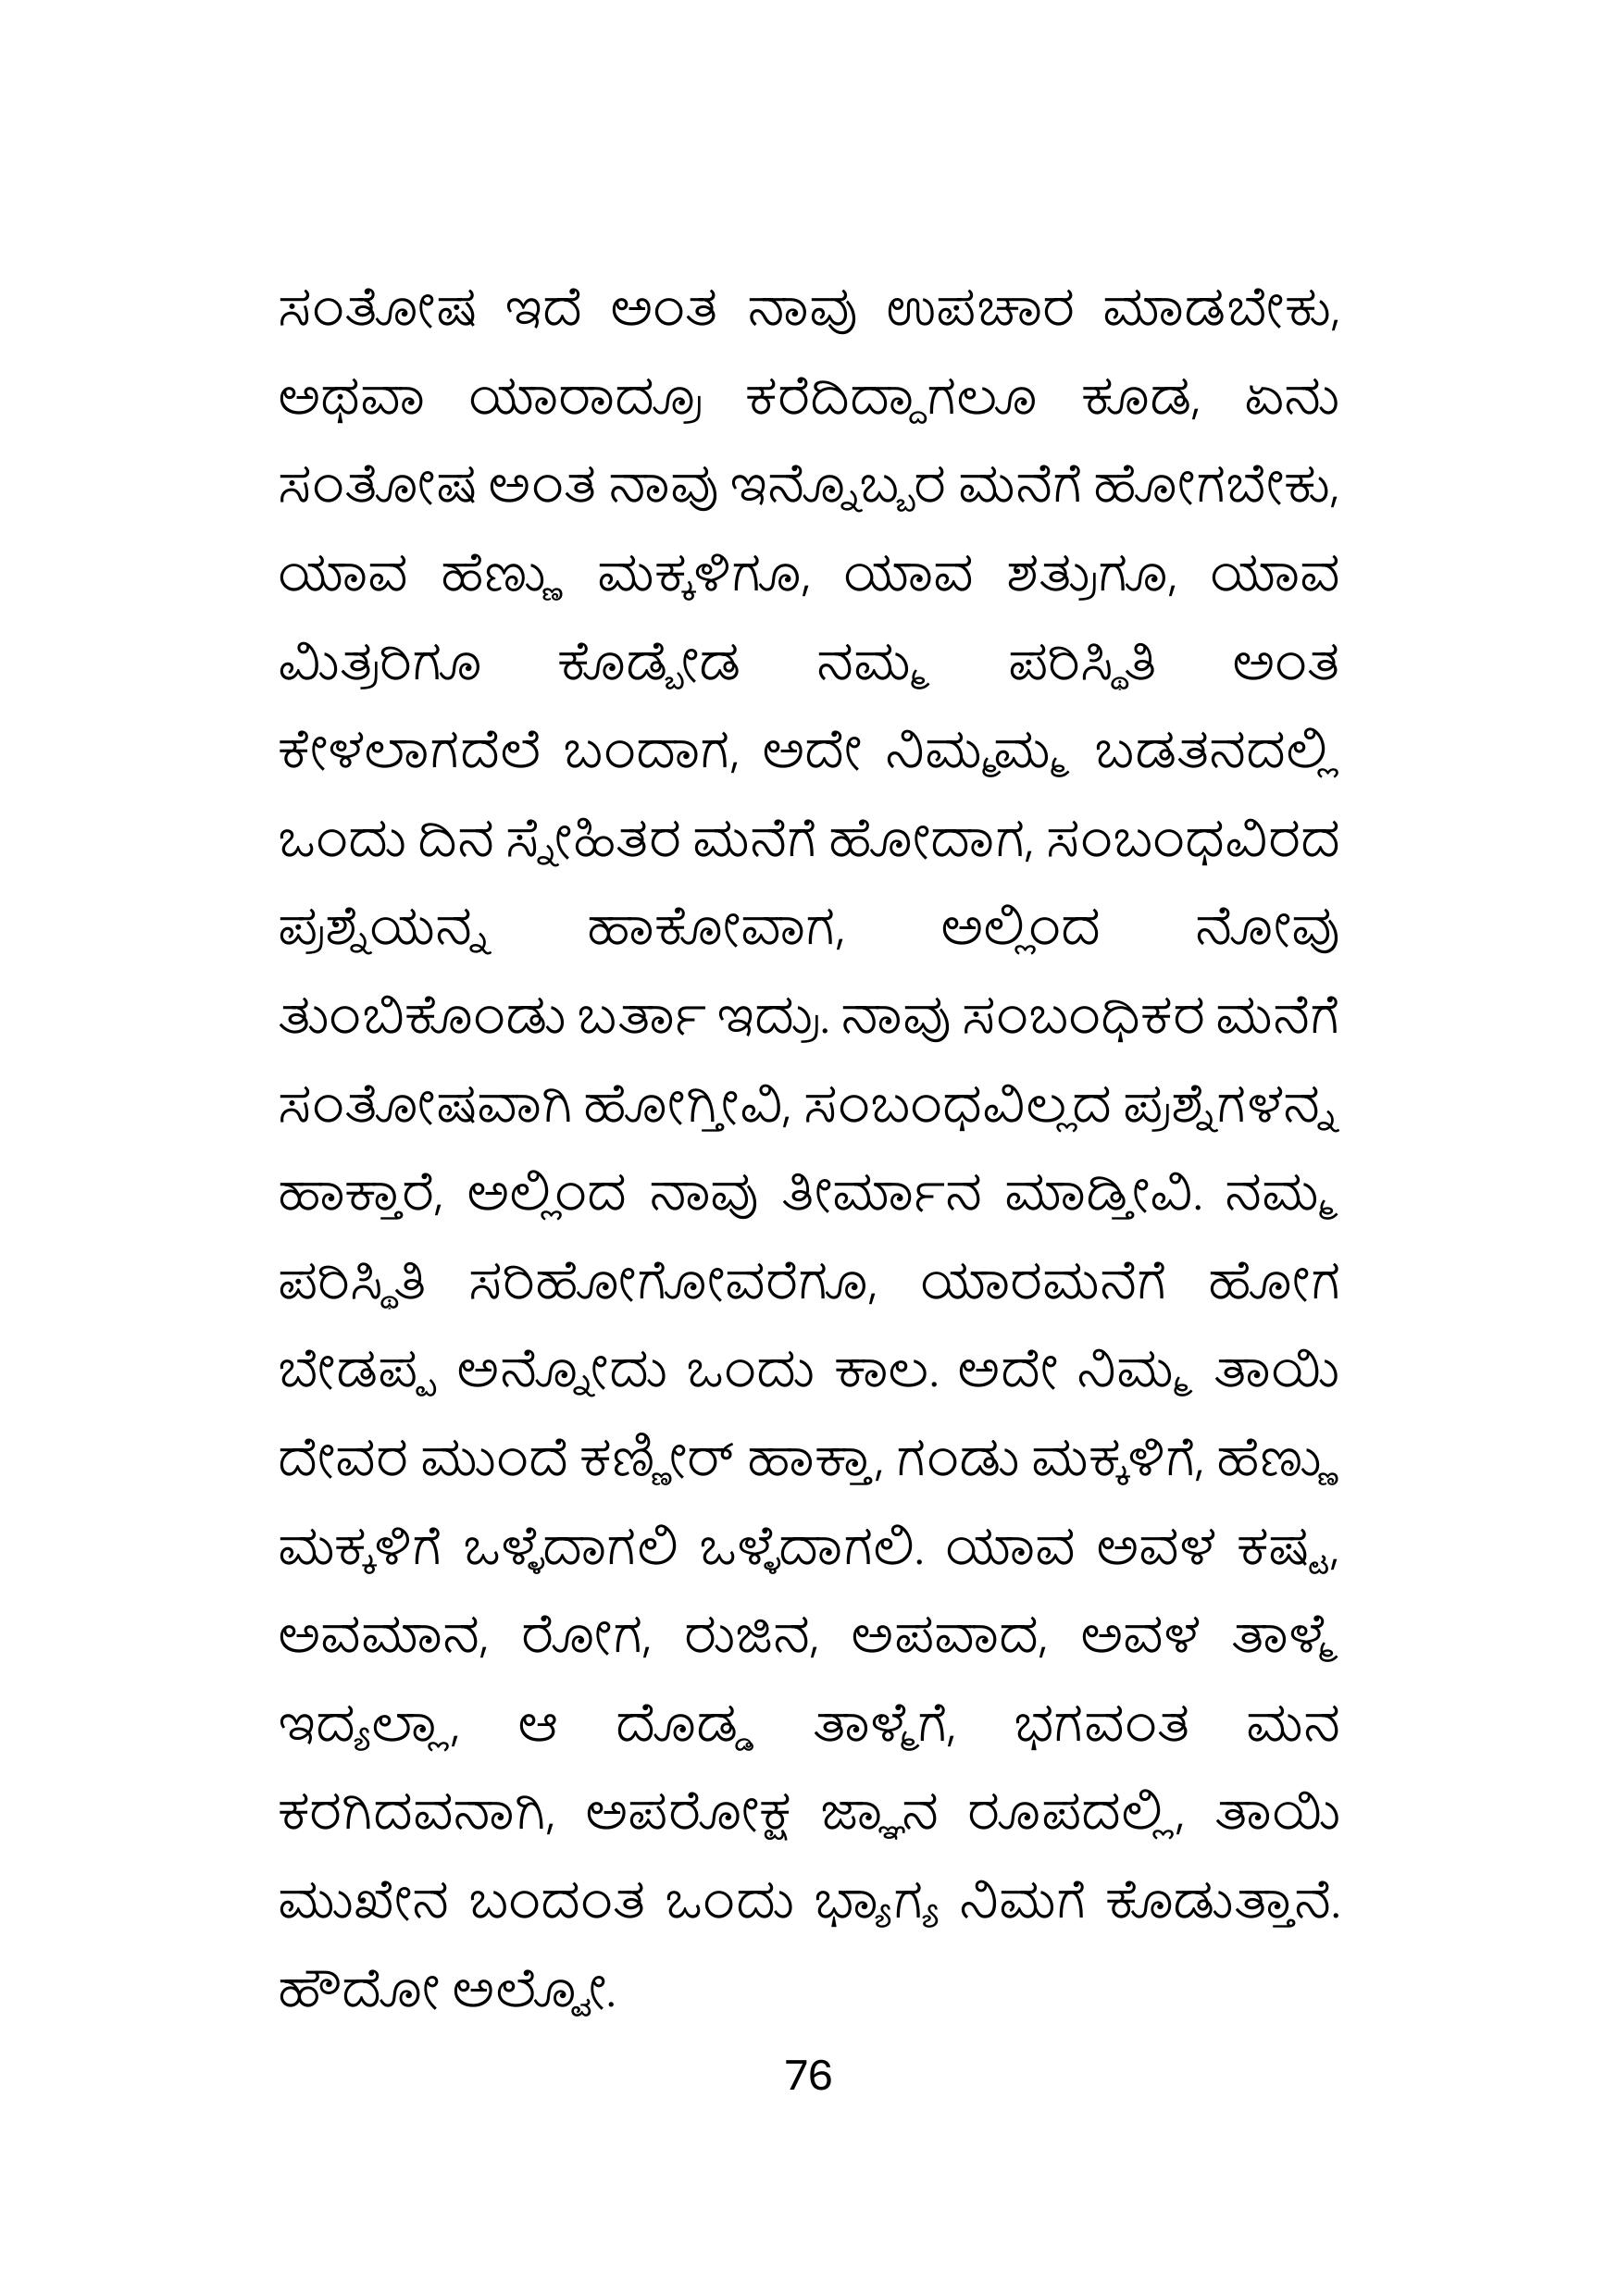 ಸಂತೋಷ ಇದೆ ಅಂತ ನಾವು ಉಪಚಾರ ಮಾಡಬೇಕು,
ಅಥವಾ ಯಾರಾದ್ರೂ ಕರೆದಿದ್ದಾಗಲೂ ಕೂಡ, ಏನು
ಸಂತೋಷ ಅಂತ ನಾವು ಇನ್ನೊಬ್ಬರ ಮನೆಗೆ ಹೋಗಬೇಕು,
ಯಾವ ಹೆಣ್ಣು ಮಕ್ಕಳಿಗೂ, ಯಾವ ಶತ್ರುಗೂ, ಯಾವ
ಮಿತ್ರರಿಗೂ ಕೊಡ್ಬೇಡ ನಮ್ಮ ಪರಿಸ್ಥಿತಿ ಅಂತ
ಕೇಳಲಾಗದೆಲೆ ಬಂದಾಗ, ಅದೇ ನಿಮ್ಮಮ್ಮ ಬಡತನದಲ್ಲಿ
ಒಂದು ದಿನ ಸ್ನೇಹಿತರ ಮನೆಗೆ ಹೋದಾಗ, ಸಂಬಂಧವಿರದ
ಪ್ರಶ್ನೆಯನ್ನ ಹಾಕೋವಾಗ, ಅಲ್ಲಿಂದ ನೋವು
ತುಂಬಿಕೊಂಡು ಬರ್ತಾ ಇದ್ರು. ನಾವು ಸಂಬಂಧಿಕರ ಮನೆಗೆ
ಸಂತೋಷವಾಗಿ ಹೋಗ್ತೀವಿ, ಸಂಬಂಧವಿಲ್ಲದ ಪ್ರಶ್ನೆಗಳನ್ನ
ಹಾಕ್ತಾರೆ, ಅಲ್ಲಿಂದ ನಾವು ತೀರ್ಮಾನ ಮಾಡ್ತೀವಿ. ನಮ್ಮ
ಪರಿಸ್ಥಿತಿ ಸರಿಹೋಗೋವರೆಗೂ, ಯಾರಮನೆಗೆ ಹೋಗ
ಬೇಡಪ್ಪ ಅನ್ನೋದು ಒಂದು ಕಾಲ. ಅದೇ ನಿಮ್ಮ ತಾಯಿ
ದೇವರ ಮುಂದೆ ಕಣ್ಣೀರ್ ಹಾಕ್ತಾ, ಗಂಡು ಮಕ್ಕಳಿಗೆ, ಹೆಣ್ಣು
ಮಕ್ಕಳಿಗೆ ಒಳ್ಳೆದಾಗಲಿ ಒಳ್ಳೆದಾಗಲಿ. ಯಾವ ಅವಳ ಕಷ್ಟ,
ಅವಮಾನ, ರೋಗ, ರುಜಿನ, ಅಪವಾದ, ಅವಳ ತಾಳ್ಮೆ
ಇದ್ಯಲ್ಲಾ, ಆ ದೊಡ್ಡ ತಾಳ್ಮೆಗೆ, ಭಗವಂತ ಮನ
ಕರಗಿದವನಾಗಿ, ಅಪರೋಕ್ಷ ಜ್ಞಾನ ರೂಪದಲ್ಲಿ, ತಾಯಿ
ಮುಖೇನ ಬಂದಂತ ಒಂದು ಭ್ಯಾಗ್ಯ ನಿಮಗೆ ಕೊಡುತ್ತಾನೆ.
ಹೌದೋ ಅಲ್ವೋ.
76